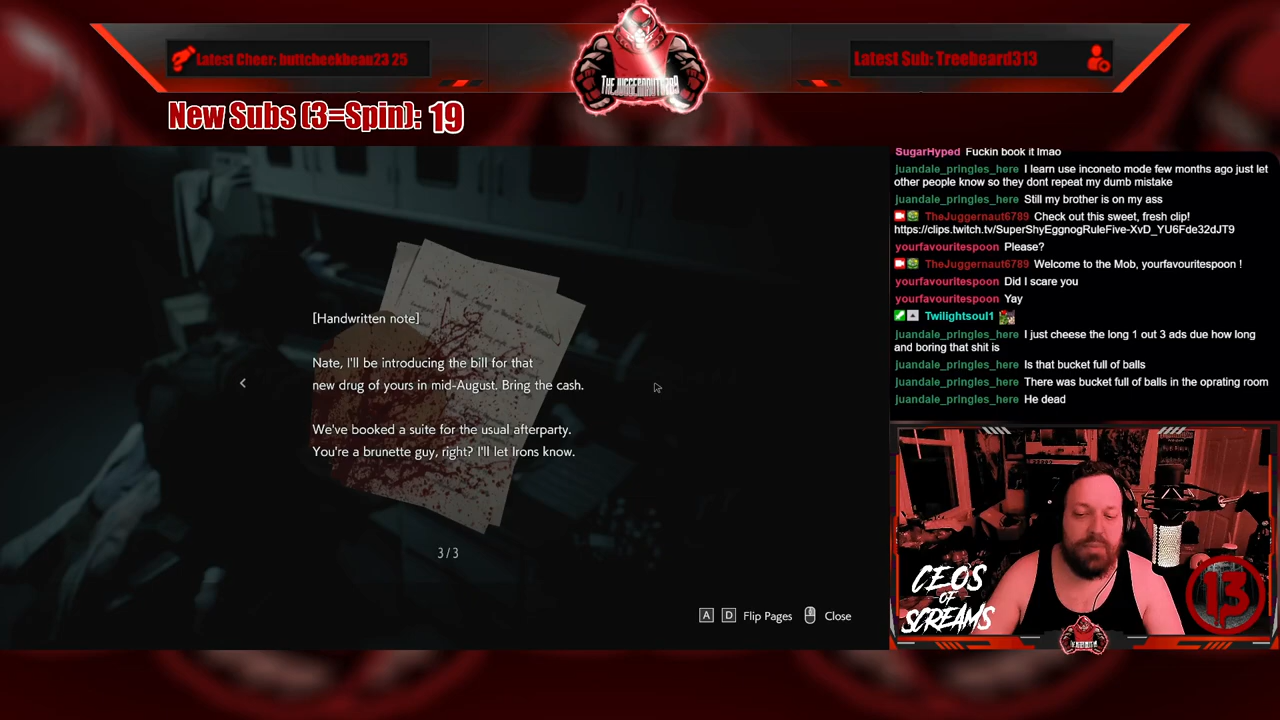 Latest Cheer: buttcheekbeau23 25
THEJUGGERNAUT6789
Latest Sub: Treebeard313
New Subs (3=Spin): 19
SugarHyped Fuckin book it lmao
juandale_pringles_here I learn use inconeto mode few months ago just let
other people know so they dont repeat my dumb mistake
juandale_pringles_here Still my brother is on my ass
TheJuggernaut6789 Check out this sweet, fresh clip!
https://clips.twitch.tv/SuperShyEggnogRuleFive-XvD_YU6Fde32dJT9
yourfavouritespoon Please?
TheJuggernaut6789 Welcome to the Mob, yourfavouritespoon !
yourfavouritespoon Did I scare you
yourfavouritespoon Yay
Twilightsoul1
juandale_pringles_here I just cheese the long 1 out 3 ads due how long
and boring that shit is
juandale_pringles_here Is that bucket full of balls
juandale_pringles_here There was bucket full of balls in the oprating room
juandale_pringles_here He dead
[Handwritten note]
Nate, I'll be introducing the bill for that
new drug of yours in mid-August. Bring the cash.
We've booked a suite for the usual afterparty.
You're a brunette guy, right? I'll let Irons know.
3/3
A D Flip Pages Close
CEOS
OF
SCREAMS
13